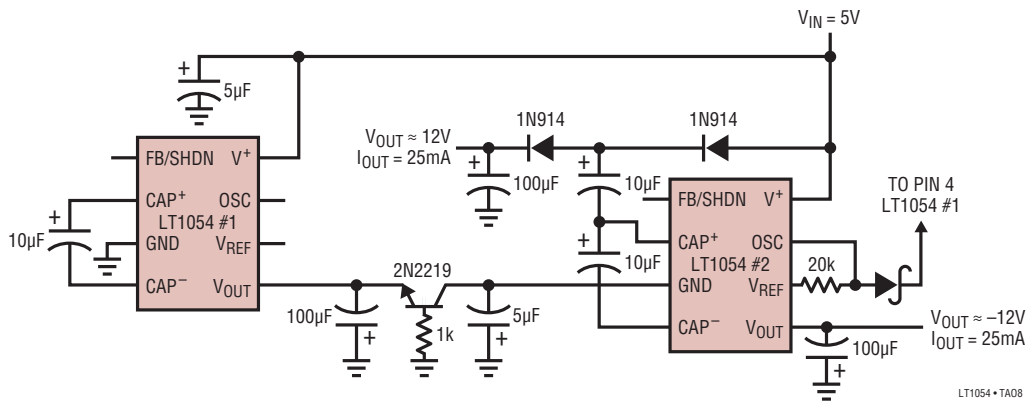 V_IN = 5V
+
5µF
1N914
1N914
V_OUT ≈ 12V
I_OUT = 25mA
+
100µF
+
10µF
FB/SHDN V⁺
CAP⁺ OSC
LT1054 #1
GND V_REF
CAP⁻ V_OUT
+
10µF
FB/SHDN V⁺
CAP⁺ OSC
LT1054 #2
GND V_REF
CAP⁻ V_OUT
+
10µF
TO PIN 4
LT1054 #1
20k
2N2219
100µF
+
1k
5µF
+
V_OUT ≈ –12V
I_OUT = 25mA
100µF
+
LT1054 • TA08